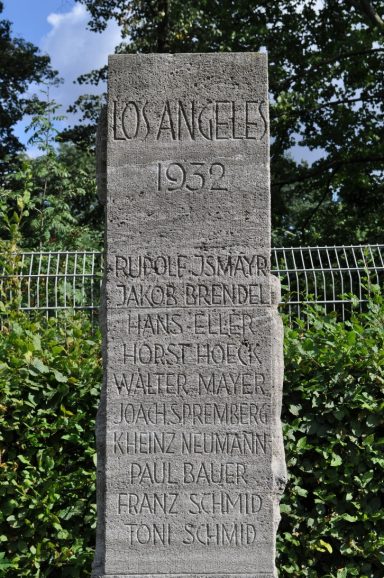 LOS ANGELES
1932
RUDOLF JSMAYR
JAKOB BRENDEL
HANS ELLER
HORST HOECK
WALTER MAYER
JOACH.SPREMBERG
KHEINZ NEUMANN
PAUL BAUER
FRANZ SCHMID
TONI SCHMID